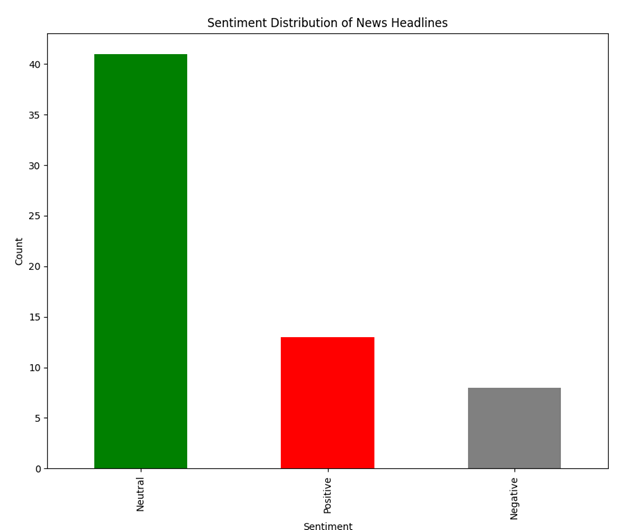 Sentiment Distribution of News Headlines
Count
40
35
30
25
20
15
10
5
0
Neutral
Positive
Negative
Sentiment